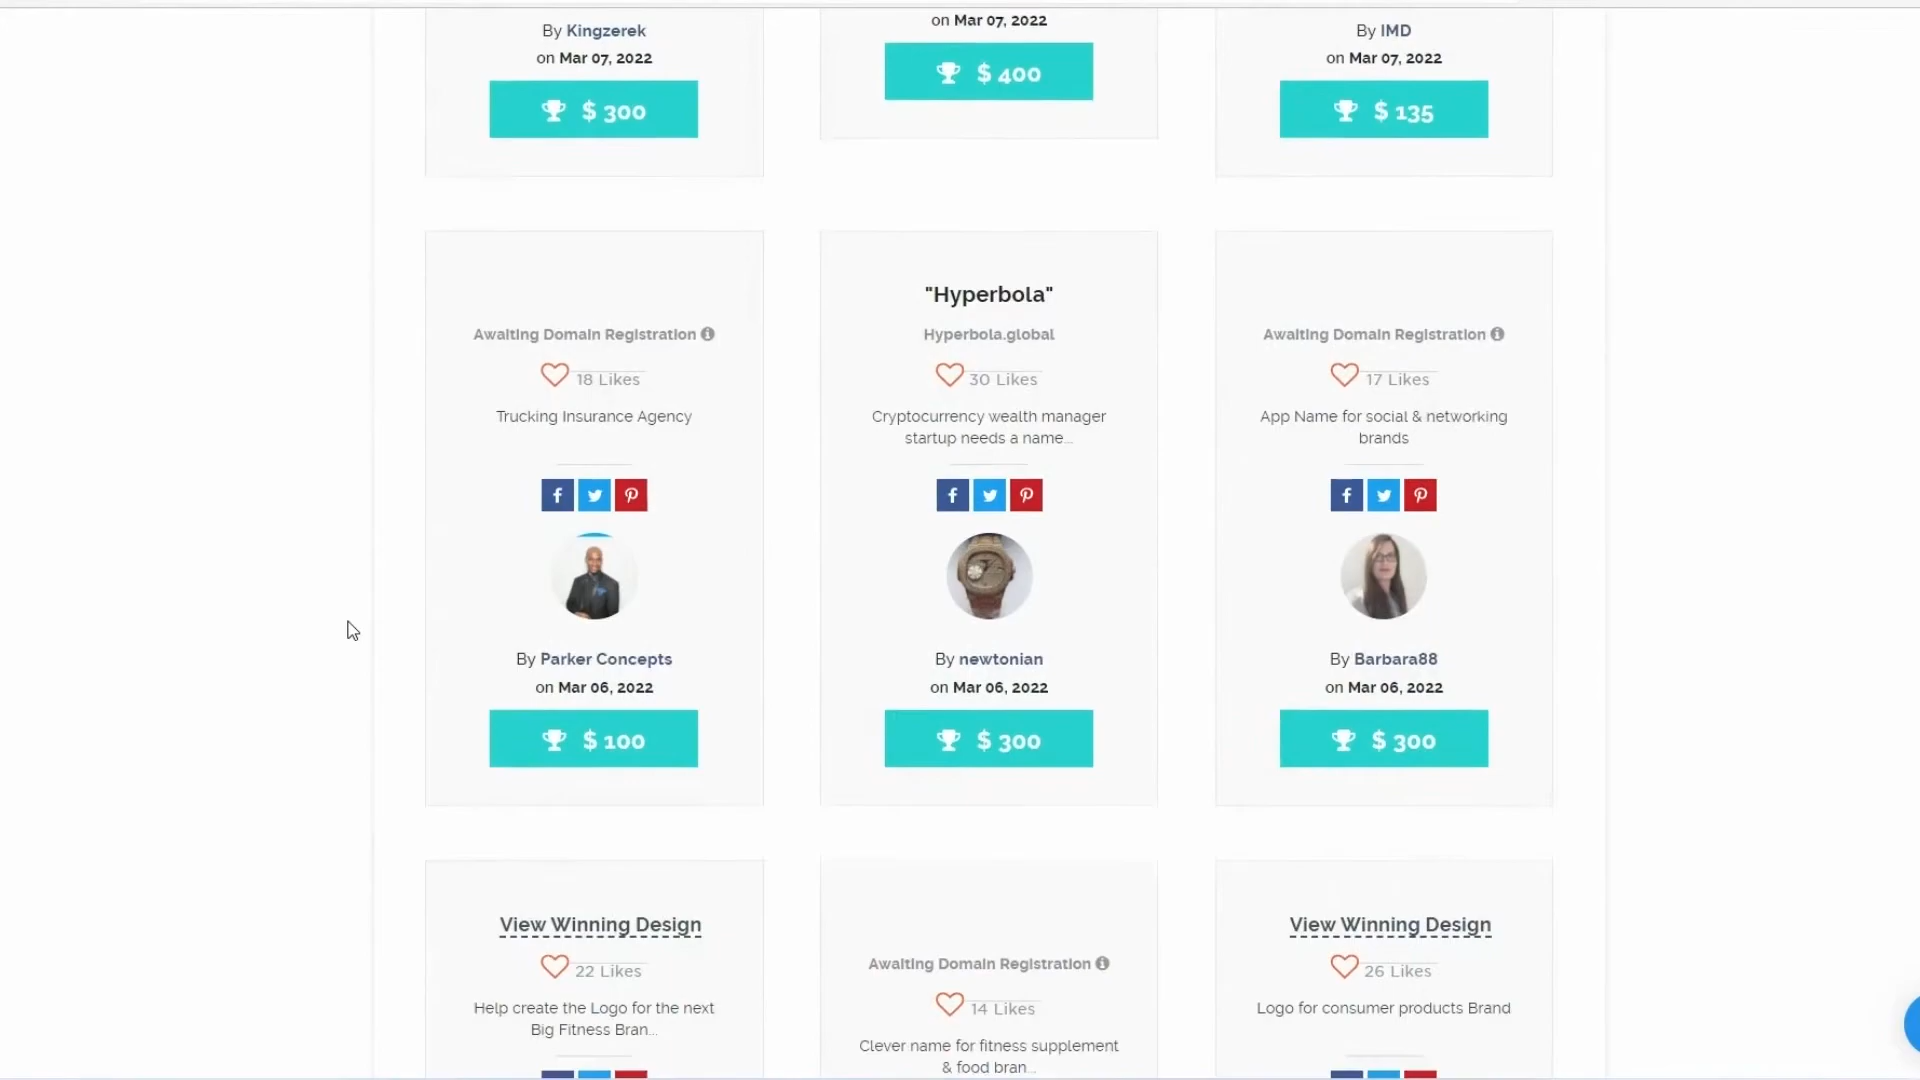 By Kingzerek
on Mar 07, 2022
$ 300
on Mar 07, 2022
$ 400
By IMD
on Mar 07, 2022
$ 135
Awaiting Domain Registration
18 Likes
Trucking Insurance Agency
By Parker Concepts
on Mar 06, 2022
$ 100
"Hyperbola"
Hyperbola.global
30 Likes
Cryptocurrency wealth manager
startup needs a name...
By newtonian
on Mar 06, 2022
$ 300
Awaiting Domain Registration
17 Likes
App Name for social & networking
brands
By Barbara88
on Mar 06, 2022
$ 300
View Winning Design
22 Likes
Help create the Logo for the next
Big Fitness Bran...
Awaiting Domain Registration
14 Likes
Clever name for fitness supplement
& food bran...
View Winning Design
26 Likes
Logo for consumer products Brand